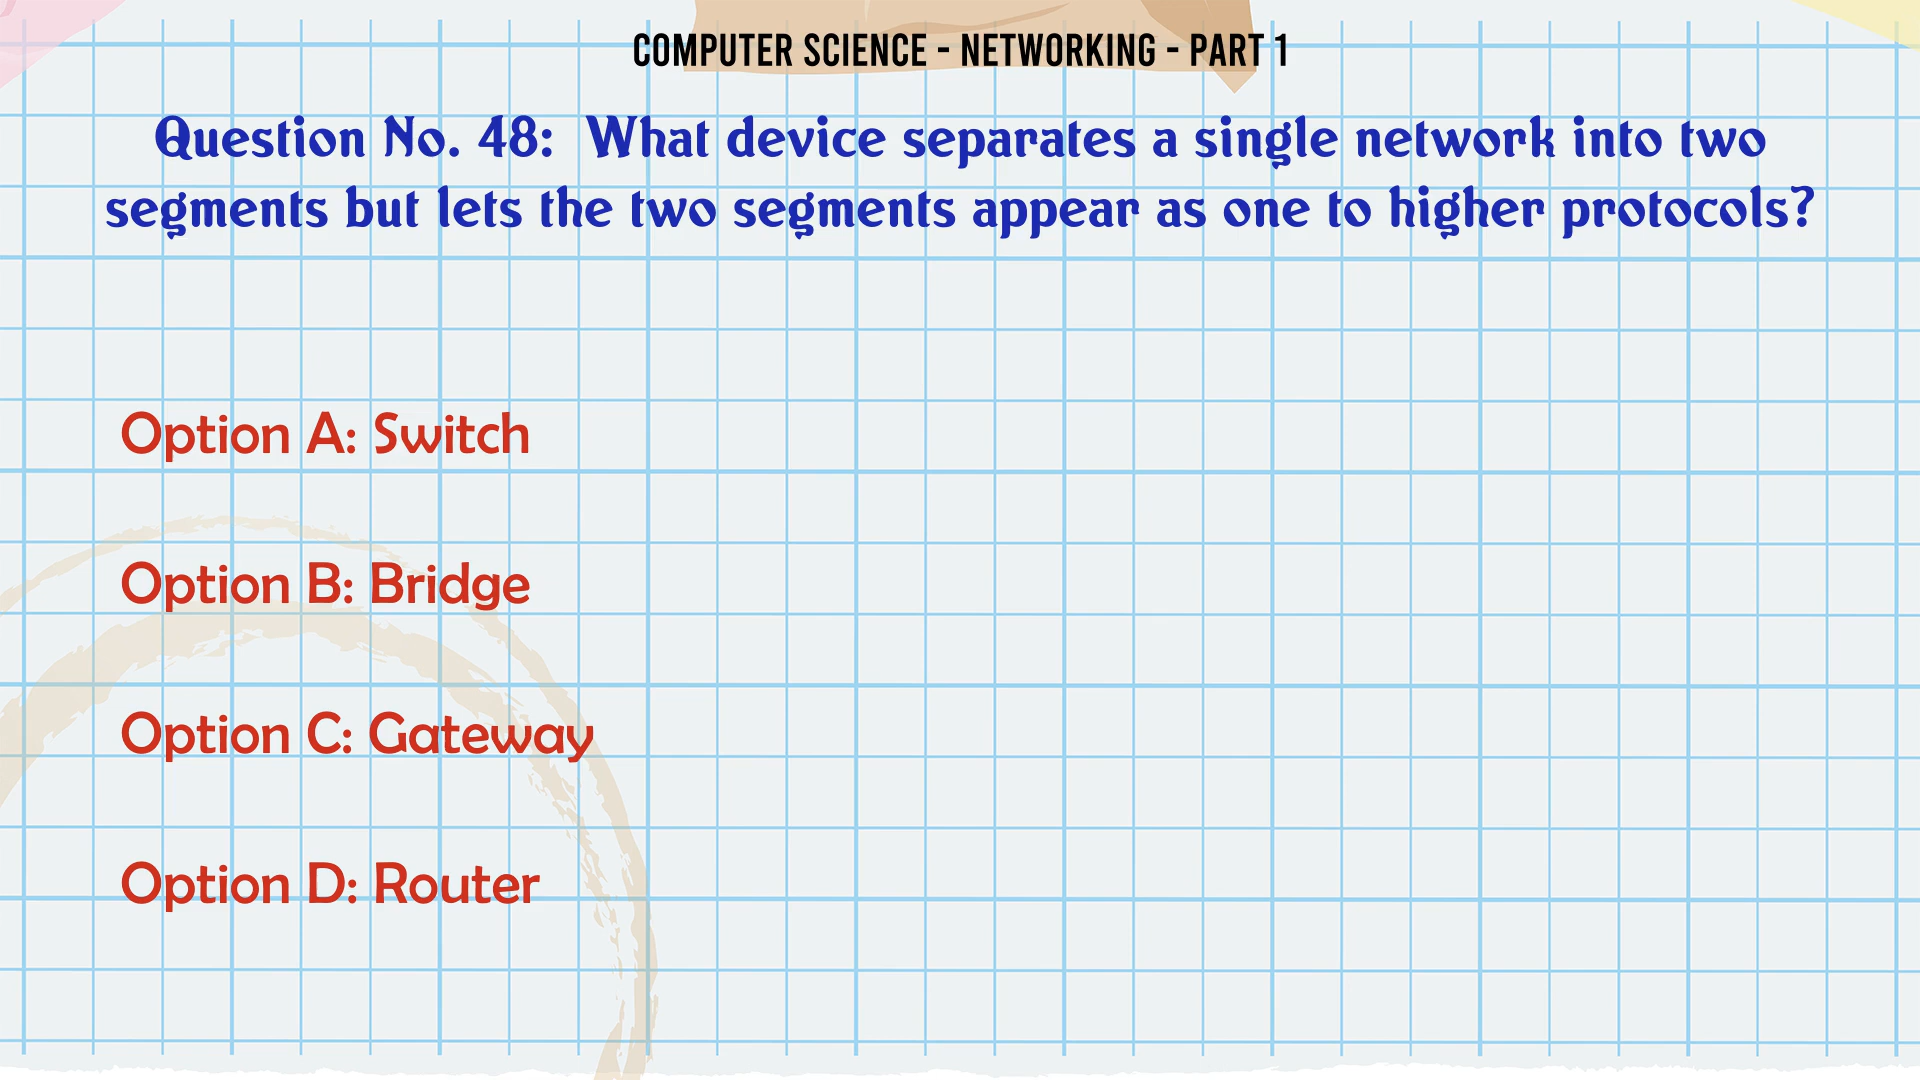 COMPUTER SCIENCE - NETWORKING - PART 1
Question No. 48: What device separates a single network into two
segments but lets the two segments appear as one to higher protocols?
Option A: Switch
Option B: Bridge
Option C: Gateway
Option D: Router